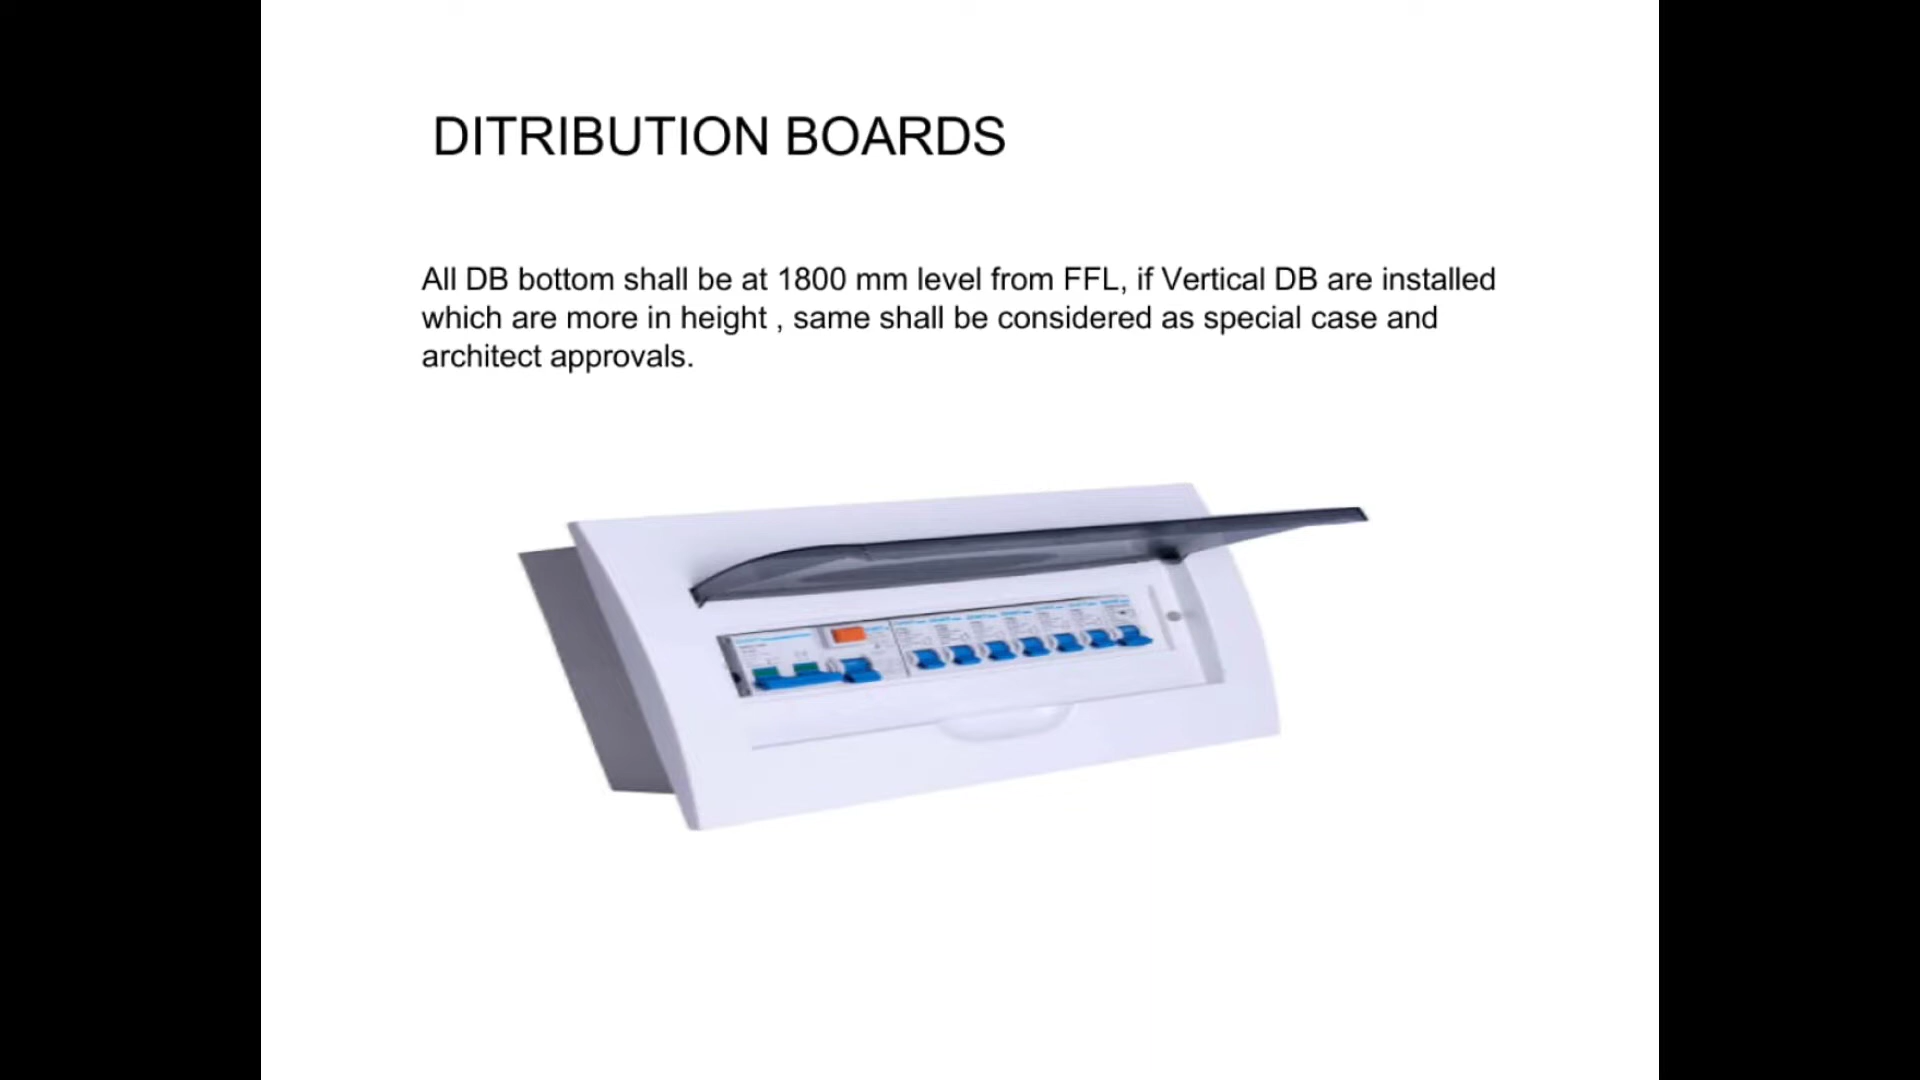 DITRIBUTION BOARDS
All DB bottom shall be at 1800 mm level from FFL, if Vertical DB are installed
which are more in height , same shall be considered as special case and
architect approvals.